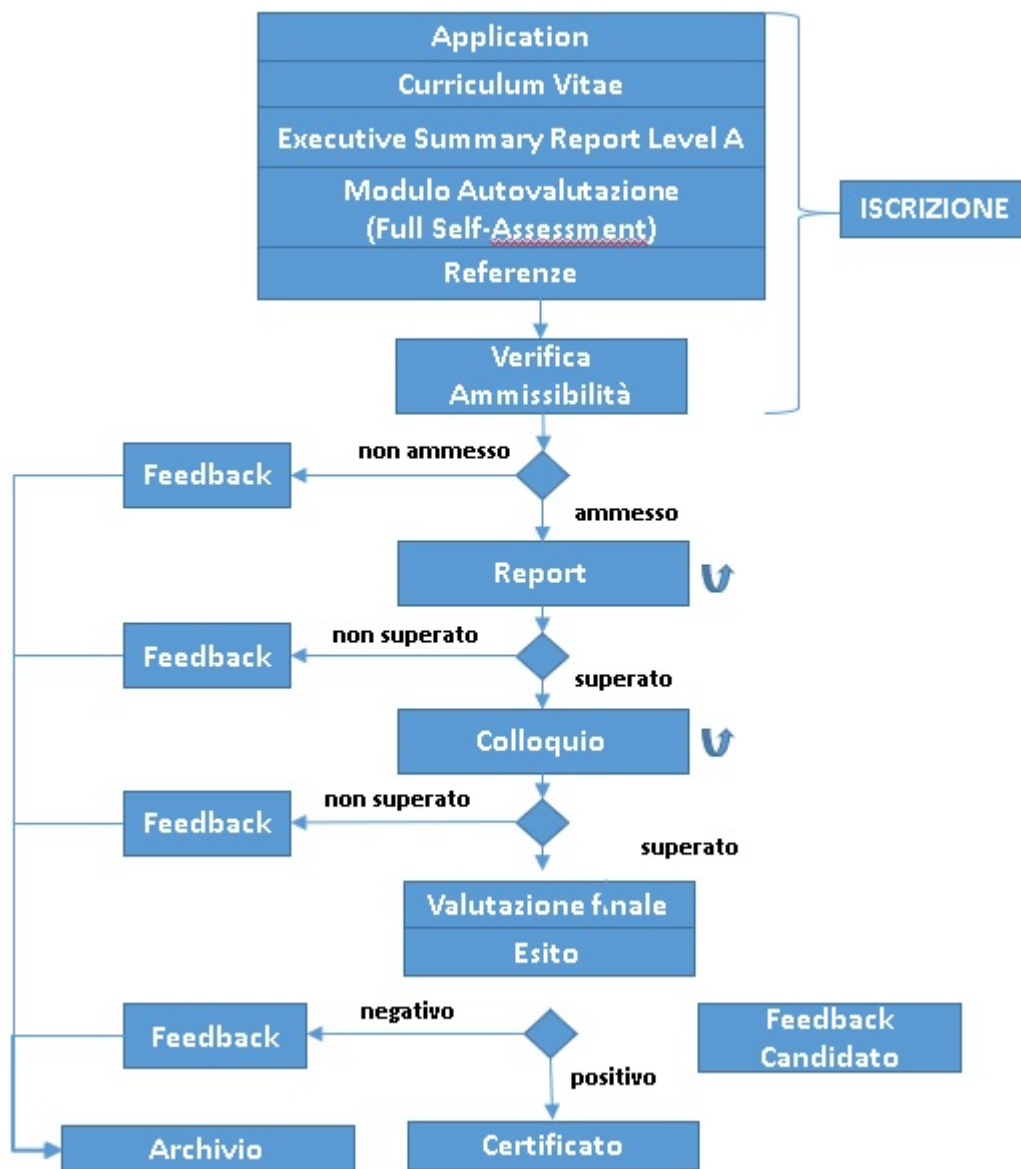 Application
Curriculum Vitae
Executive Summary Report Level A
Modulo Autovalutazione
(Full Self-Assessment)
ISCRIZIONE
Referenze
Verifica
Ammissibilità
non ammesso
Feedback
ammesso
Report
non superato
Feedback
superato
Colloquio
non superato
Feedback
superato
Valutazione finale
Esito
negativo
Feedback
Feedback
Candidato
positivo
Archivio
Certificato